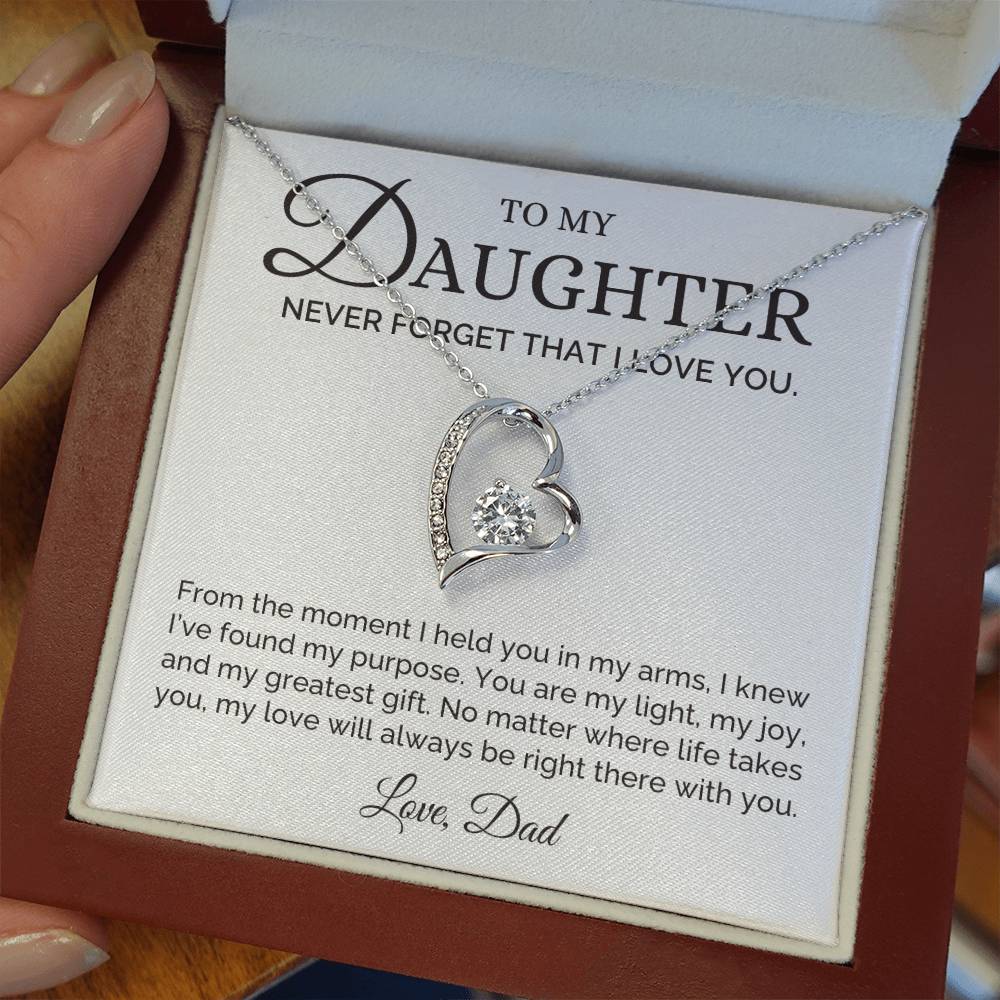 TO MY
DAUGHTER
NEVER FORGET THAT I LOVE YOU.
From the moment I held you in my arms, I knew
I've found my purpose. You are my light, my joy,
and my greatest gift. No matter where life takes
you, my love will always be right there with you.
Love, Dad